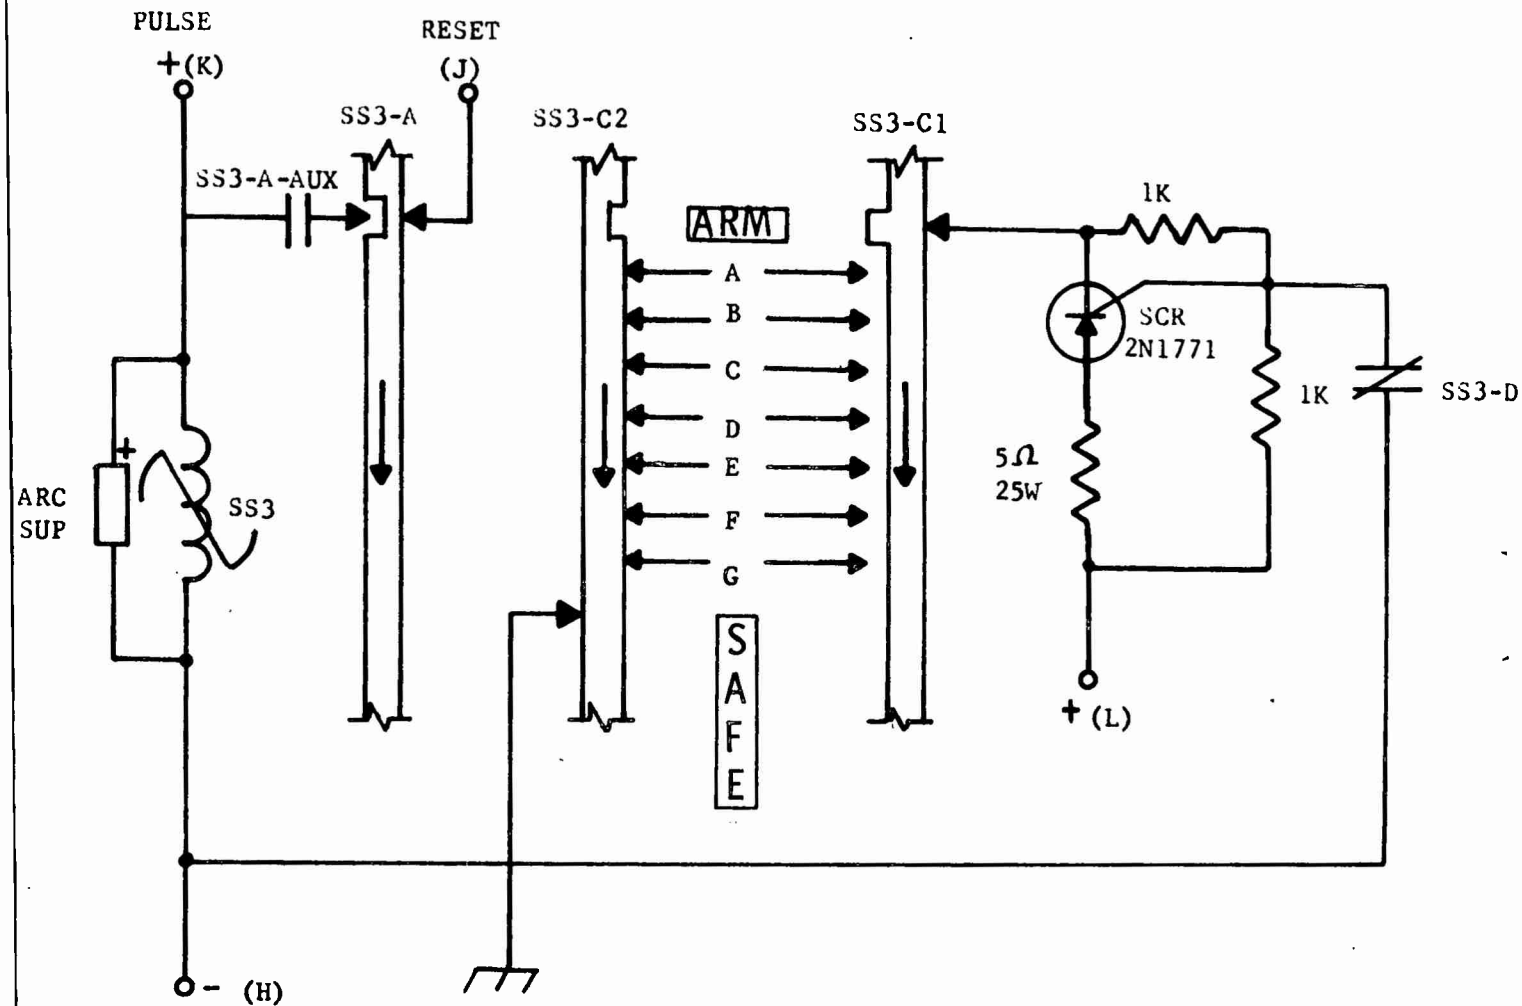 PULSE
+(K)
RESET
(J)
SS3-A
SS3-C2
SS3-C1
SS3-A-AUX
ARM
1K
A
B
C
D
E
F
G
SCR
2N1771
1K
SS3-D
5Ω
25W
+
ARC
SUP
SS3
SAFE
+ (L)
- (H)